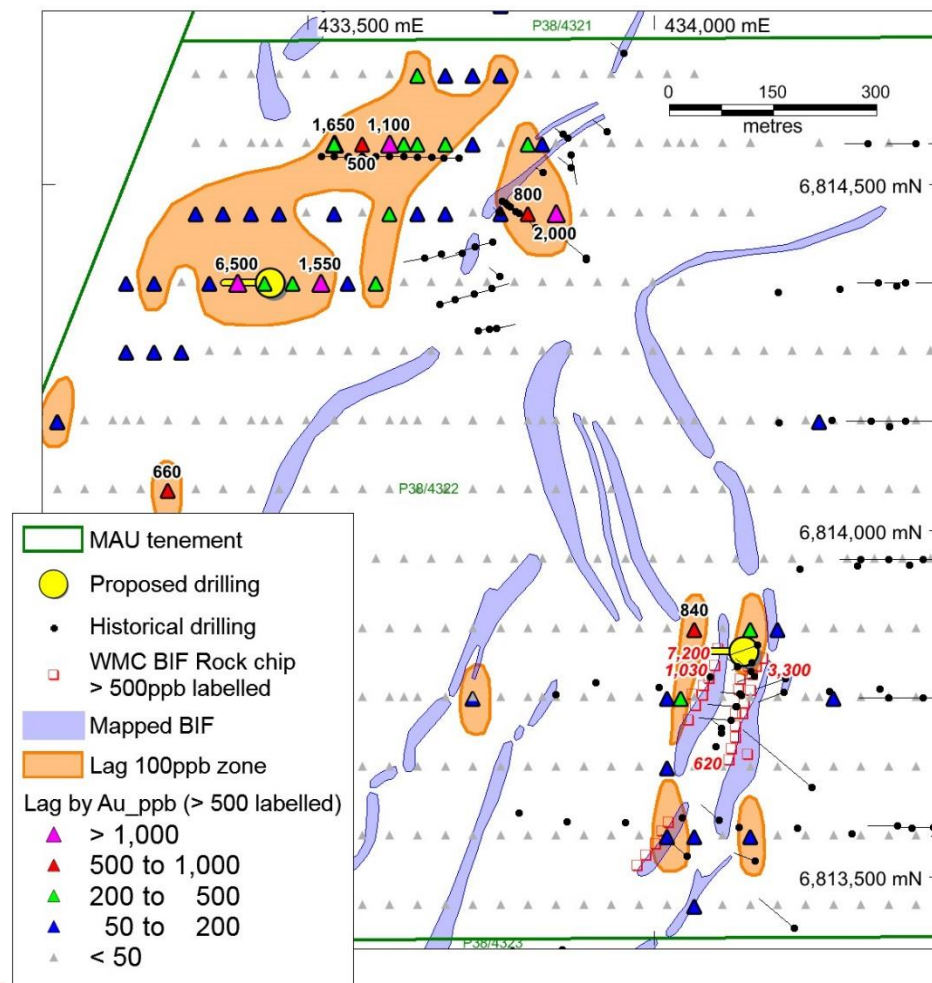 P38/4321
433,500 mE
434,000 mE
0 150 300
metres
1,650 1,100
500
6,814,500 mN
800
2,000
6,500 1,550
660
P38/4322
6,814,000 mN
840
7,200
1,030 3,300
620
6,813,500 mN
P38/4323
MAU tenement
Proposed drilling
Historical drilling
WMC BIF Rock chip
> 500ppb labelled
Mapped BIF
Lag 100ppb zone
Lag by Au_ppb (> 500 labelled)
> 1,000
500 to 1,000
200 to 500
50 to 200
< 50